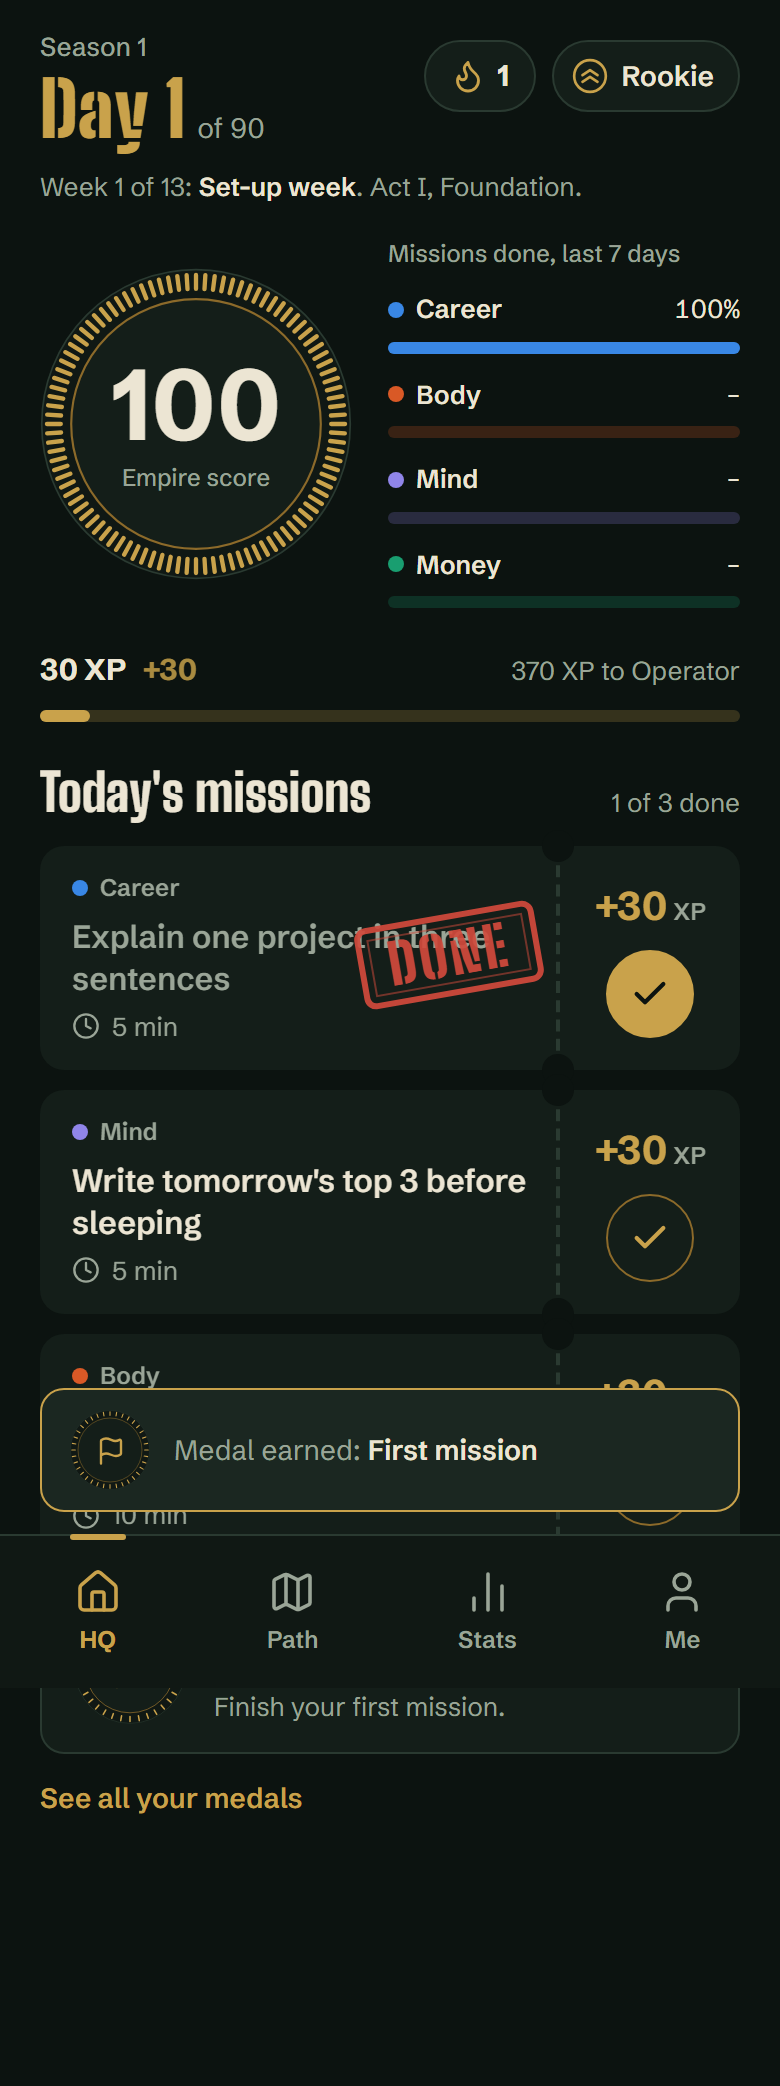 Season 1
Day 1 of 90
1
Rookie
Week 1 of 13: Set-up week. Act I, Foundation.
100
Empire score
Missions done, last 7 days
Career 100%
Body –
Mind –
Money –
30 XP +30
370 XP to Operator
Today's missions
1 of 3 done
Career
Explain one project in three
sentences
5 min
DONE
+30 XP
Mind
Write tomorrow's top 3 before
sleeping
5 min
+30 XP
Body
+30
Medal earned: First mission
10 min
HQ
Path
Stats
Me
Finish your first mission.
See all your medals